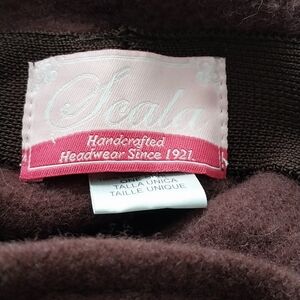 Scala
Handcrafted
Headwear Since 1921.
TALLA UNICA
TAILLE UNIQUE